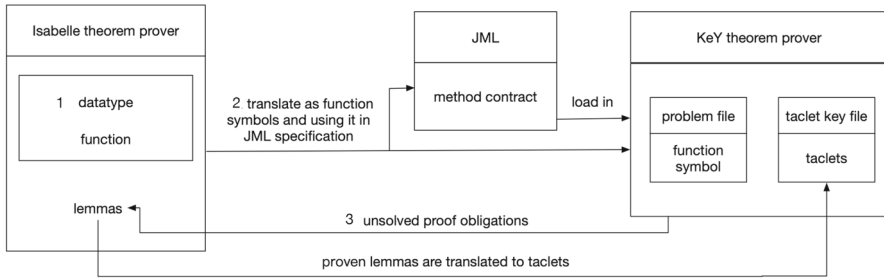 Isabelle theorem prover
1 datatype
function
lemmas
2 translate as function
symbols and using it in
JML specification
JML
method contract
load in
KeY theorem prover
problem file
function
symbol
taclet key file
taclets
3 unsolved proof obligations
proven lemmas are translated to taclets